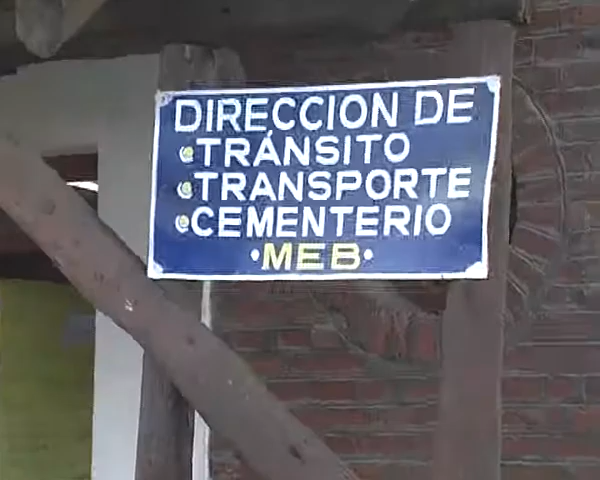 DIRECCION DE
TRÁNSITO
TRANSPORTE
CEMENTERIO
·MEB·